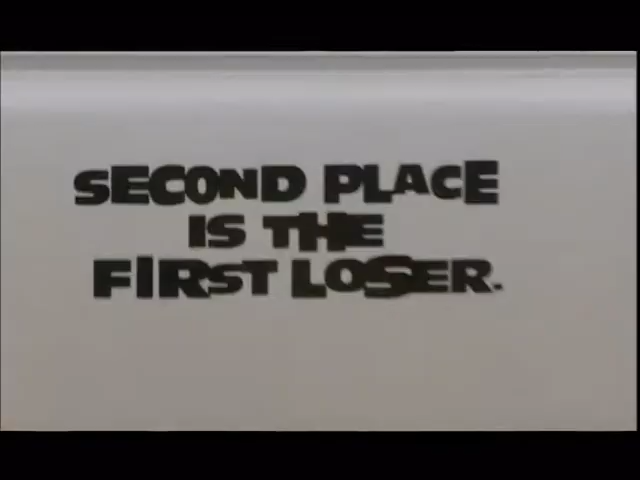 SECOND PLACE
IS THE
FIRST LOSER.